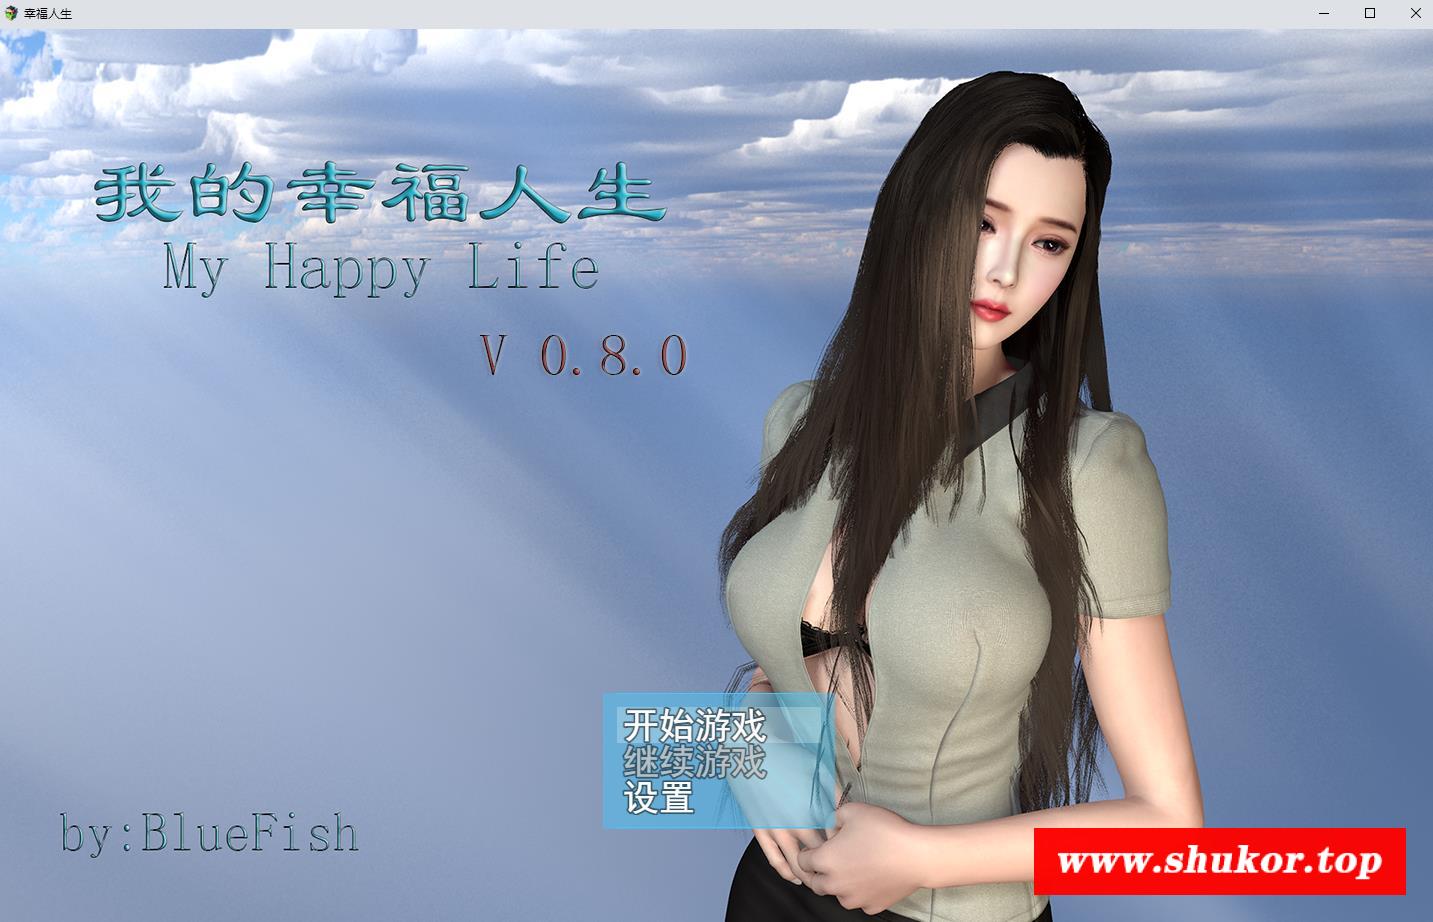 幸福人生
我的幸福人生
My Happy Life
V 0.8.0
开始游戏
继续游戏
设置
by:BlueFish
www.shukor.top